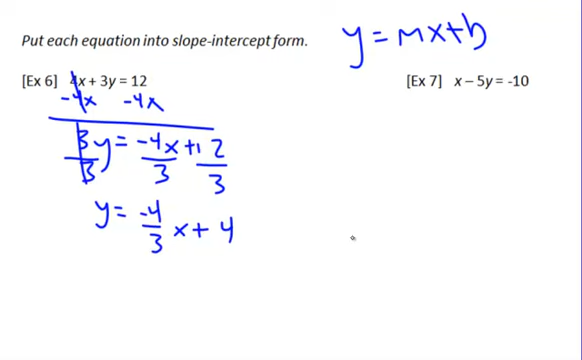 Put each equation into slope-intercept form.
y = mx+b
[Ex 6] 4x + 3y = 12
-4x -4x
3y = -4x +12
3 3 3
y = -4/3 x + 4
[Ex 7] x – 5y = -10